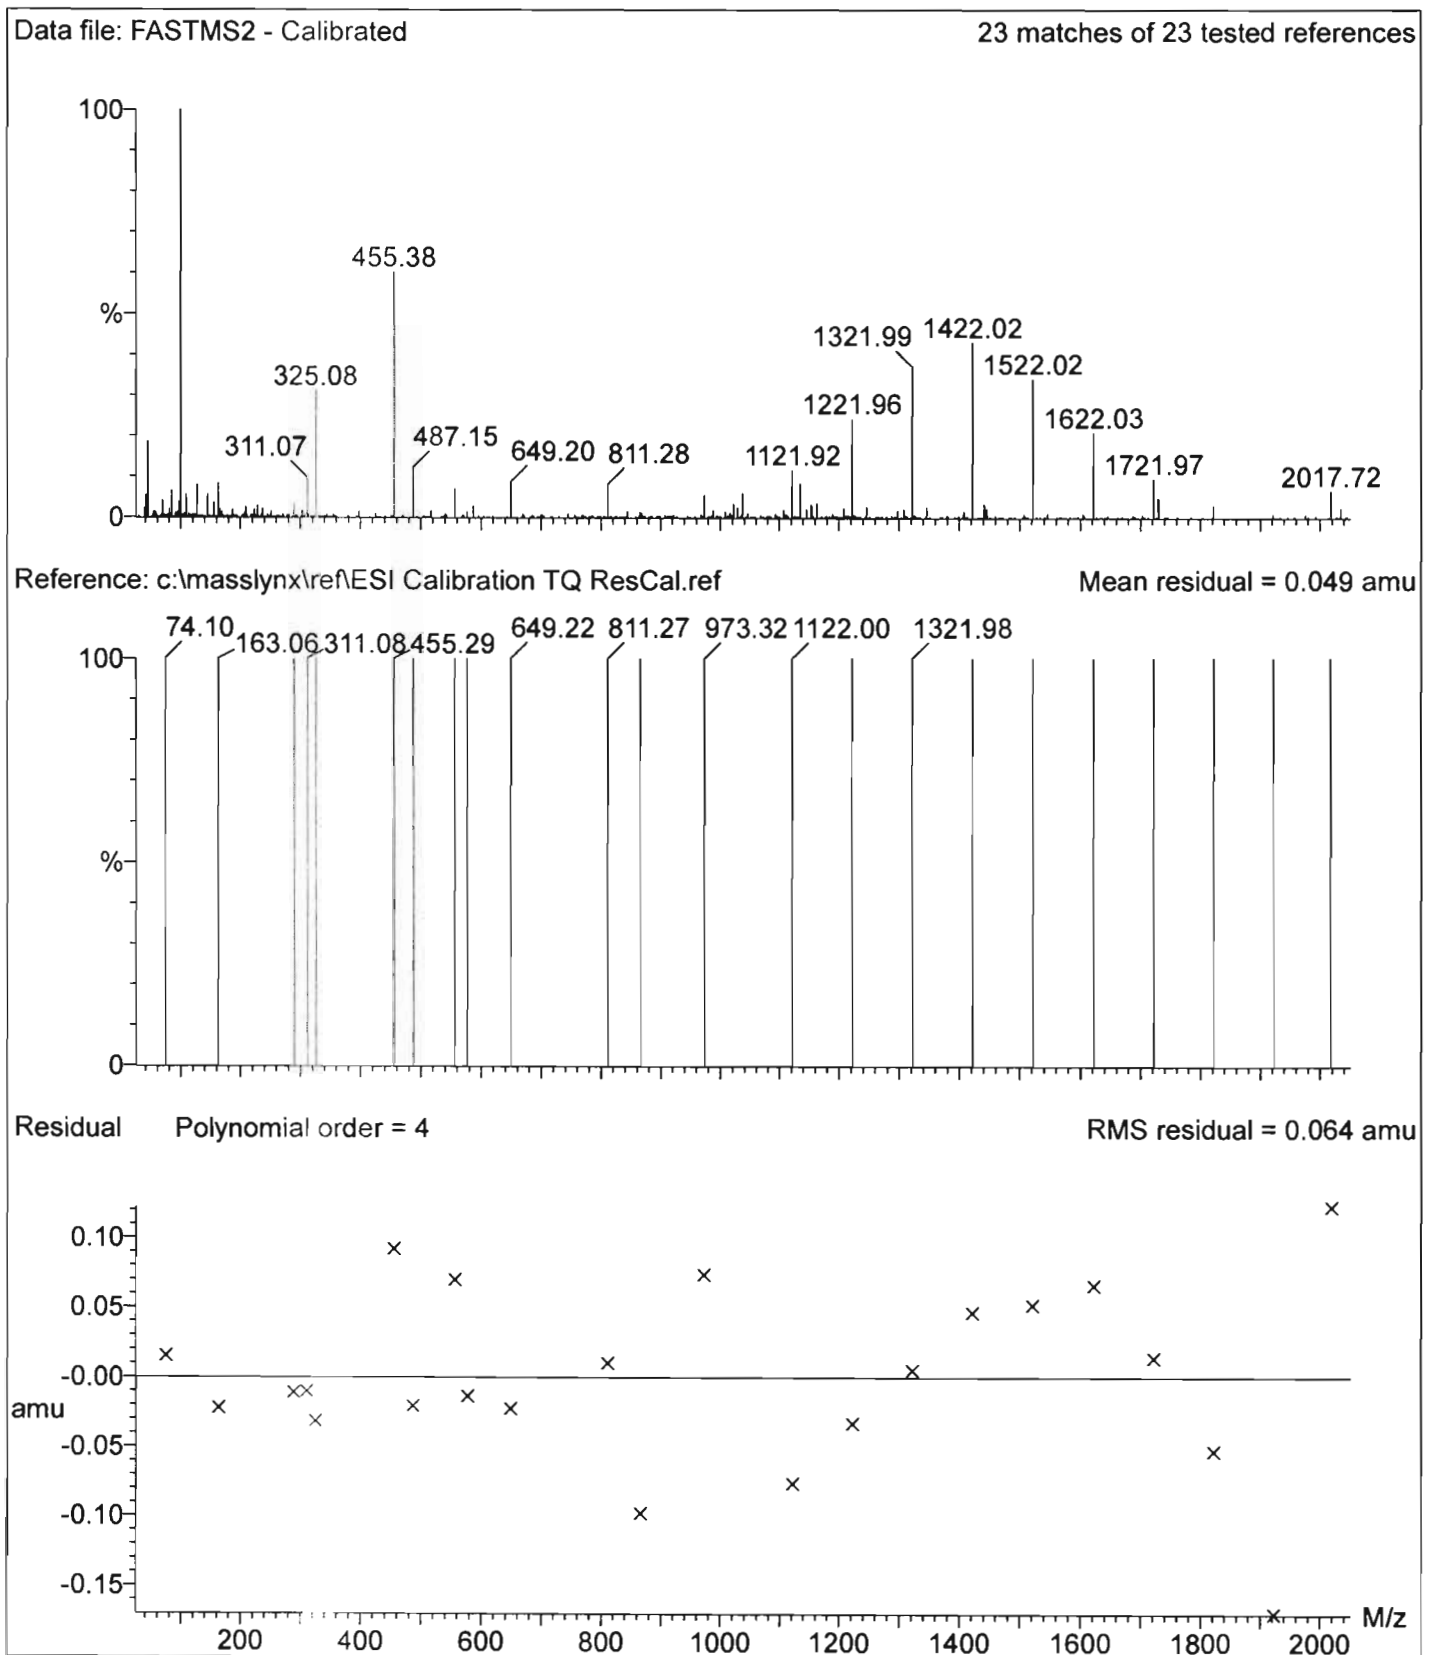 Data file: FASTMS2 - Calibrated 23 matches of 23 tested references
100
455.38
%
1321.99 1422.02
325.08
1522.02
1221.96
1622.03
311.07 487.15 649.20 811.28 1121.92 1721.97
2017.72
0
Reference: c:\masslynx\ref\ESI Calibration TQ ResCal.ref Mean residual = 0.049 amu
74.10 163.06 311.08 455.29 649.22 811.27 973.32 1122.00 1321.98
100
%
0
Residual Polynomial order = 4 RMS residual = 0.064 amu
0.10
0.05
-0.00
amu
-0.05
-0.10
-0.15
M/z
200 400 600 800 1000 1200 1400 1600 1800 2000